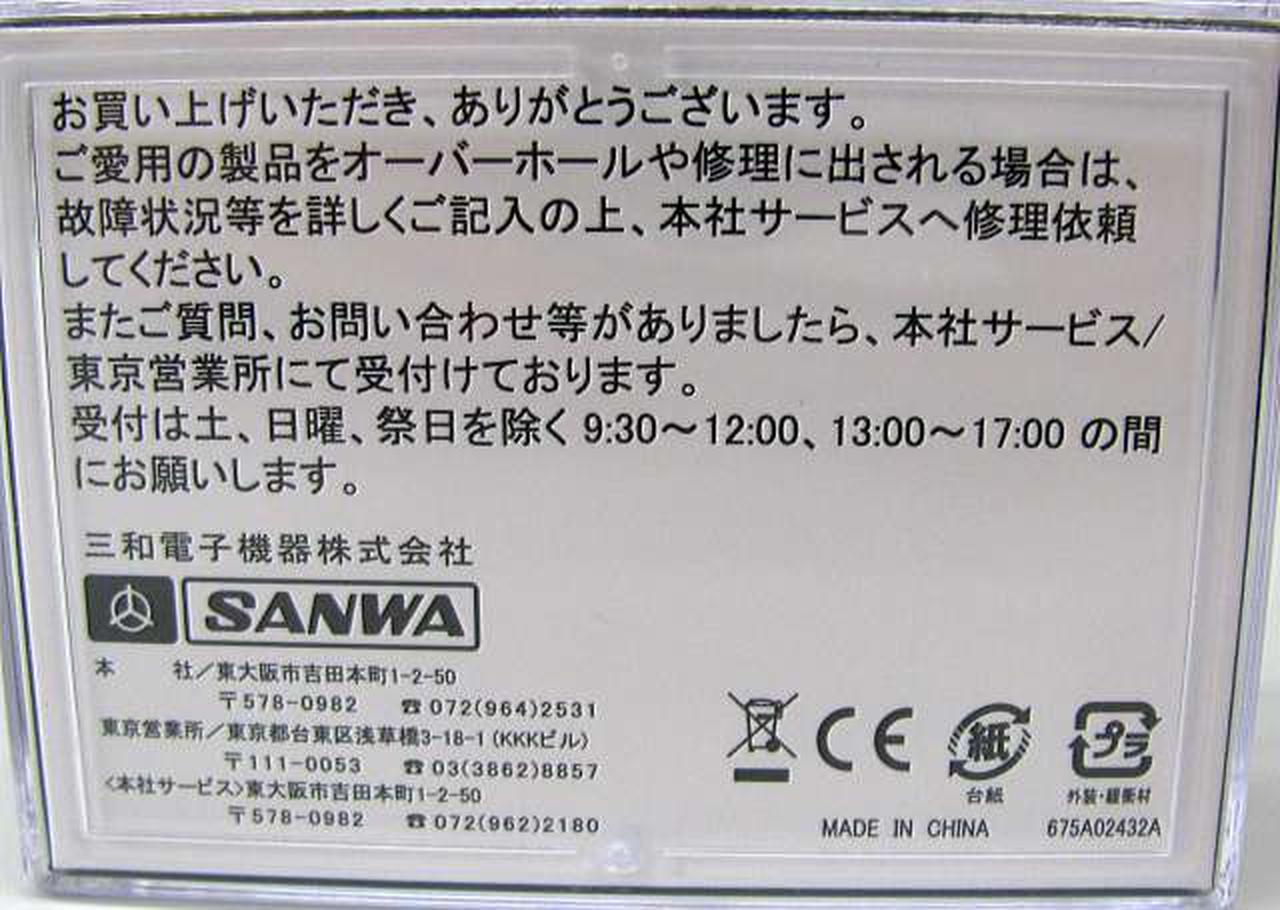 お買い上げいただき、ありがとうございます。
ご愛用の製品をオーバーホールや修理に出される場合は、
故障状況等を詳しくご記入の上、本社サービスへ修理依頼
してください。
またご質問、お問い合わせ等がありましたら、本社サービス/
東京営業所にて受付けております。
受付は土、日曜、祭日を除く 9:30～12:00、13:00～17:00 の間
にお願いします。
三和電子機器株式会社
SANWA
本 社／東大阪市吉田本町1-2-50
〒578-0982 ☎072(964)2531
東京営業所／東京都台東区浅草橋3-18-1 (KKKビル)
〒111-0053 ☎03(3862)8857
<本社サービス>東大阪市吉田本町1-2-50
〒578-0982 ☎072(962)2180
CE 紙 プラ
台紙 外装・緩衝材
MADE IN CHINA 675A02432A